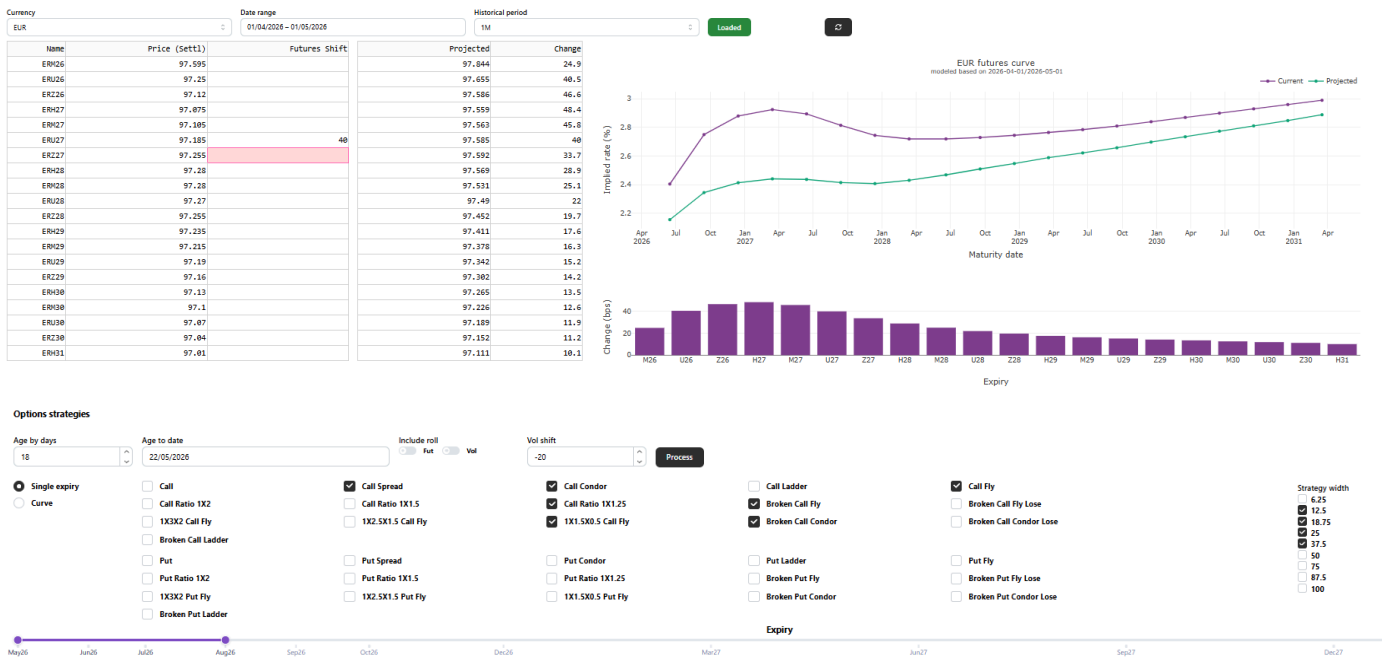 Currency Date range Historical period
EUR 01/04/2026 – 01/05/2026 1M Loaded
Name Price (Settl) Futures Shift Projected Change
ERM26 97.595 97.844 24.9
ERU26 97.25 97.655 40.5
ERZ26 97.12 97.586 46.6
ERH27 97.075 97.559 48.4
ERM27 97.105 97.563 45.8
ERU27 97.185 40 97.585 40
ERZ27 97.255 97.592 33.7
ERH28 97.28 97.569 28.9
ERM28 97.28 97.531 25.1
ERU28 97.27 97.49 22
ERZ28 97.255 97.452 19.7
ERH29 97.235 97.411 17.6
ERM29 97.215 97.378 16.3
ERU29 97.19 97.342 15.2
ERZ29 97.16 97.302 14.2
ERH30 97.13 97.265 13.5
ERM30 97.1 97.226 12.6
ERU30 97.07 97.189 11.9
ERZ30 97.04 97.152 11.2
ERH31 97.01 97.111 10.1
EUR futures curve
modeled based on 2026-04-01/2026-05-01
Current Projected
3
2.8
2.6
2.4
2.2
Implied rate (%)
Apr Jul Oct Jan Apr Jul Oct Jan Apr Jul Oct Jan Apr Jul Oct Jan Apr Jul Oct Jan Apr
2026 2027 2028 2029 2030 2031
Maturity date
40
20
0
Change (bps)
M26 U26 Z26 H27 M27 U27 Z27 H28 M28 U28 Z28 H29 M29 U29 Z29 H30 M30 U30 Z30 H31
Expiry
Options strategies
Age by days Age to date Include roll Vol shift
18 22/05/2026 Fut Vol -20 Process
Single expiry Call Call Spread Call Condor Call Ladder Call Fly
Curve Call Ratio 1X2 Call Ratio 1X1.5 Call Ratio 1X1.25 Broken Call Fly Broken Call Fly Lose
1X3X2 Call Fly 1X2.5X1.5 Call Fly 1X1.5X0.5 Call Fly Broken Call Condor Broken Call Condor Lose
Broken Call Ladder
Put Put Spread Put Condor Put Ladder Put Fly
Put Ratio 1X2 Put Ratio 1X1.5 Put Ratio 1X1.25 Broken Put Fly Broken Put Fly Lose
1X3X2 Put Fly 1X2.5X1.5 Put Fly 1X1.5X0.5 Put Fly Broken Put Condor Broken Put Condor Lose
Broken Put Ladder
Strategy width
6.25
12.5
18.75
25
37.5
50
75
87.5
100
Expiry
May26 Jun26 Jul26 Aug26 Sep26 Oct26 Dec26 Mar27 Jun27 Sep27 Dec27